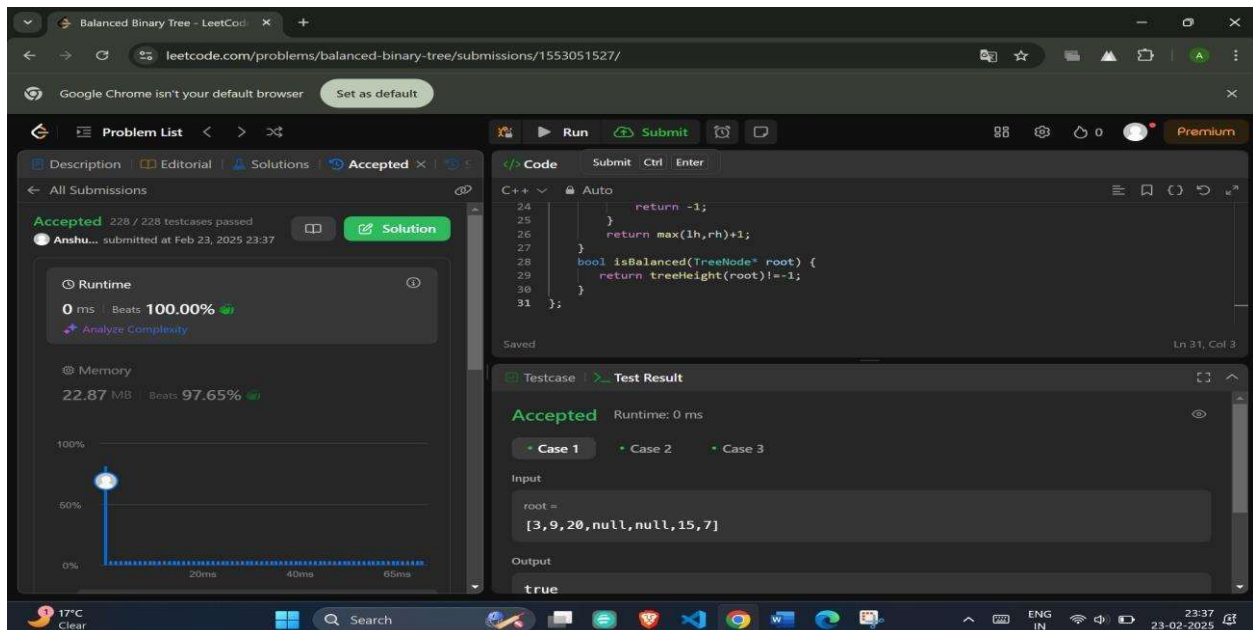 Balanced Binary Tree - LeetCod
leetcode.com/problems/balanced-binary-tree/submissions/1553051527/
A
Google Chrome isn't your default browser
Set as default
Problem List
Run
Submit
0
Premium
Description
Editorial
Solutions
Accepted
S
All Submissions
Accepted 228 / 228 testcases passed
Anshu... submitted at Feb 23, 2025 23:37
Solution
Runtime
0 ms Beats 100.00%
Analyze Complexity
Memory
22.87 MB Beats 97.65%
100%
50%
0%
20ms 40ms 65ms
</> Code
Submit Ctrl Enter
C++ Auto
24 return -1;
25 }
26 return max(lh,rh)+1;
27 }
28 bool isBalanced(TreeNode* root) {
29 return treeHeight(root)!=-1;
30 }
31 };
Saved
Ln 31, Col 3
Testcase >_ Test Result
Accepted Runtime: 0 ms
• Case 1 • Case 2 • Case 3
Input
root =
[3,9,20,null,null,15,7]
Output
true
1
17°C
Clear
Search
ENG
IN
23:37
23-02-2025